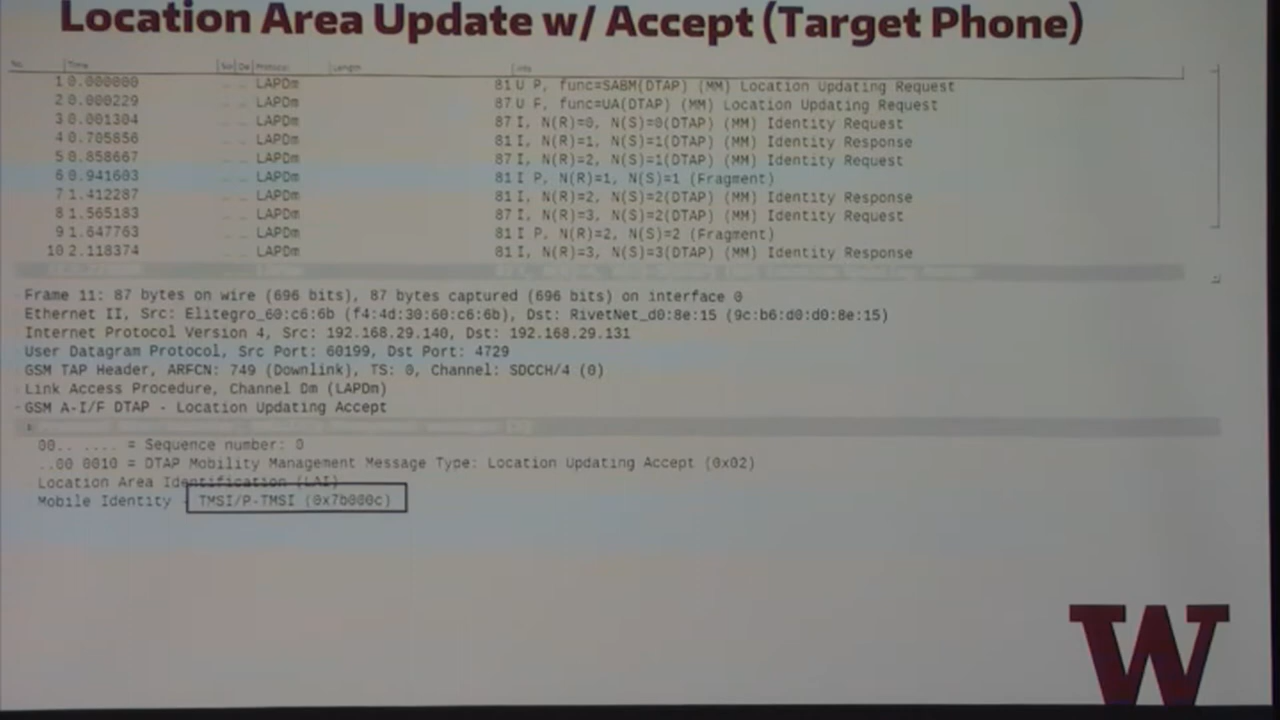 Location Area Update w/ Accept (Target Phone)
No. Time Protocol Length Info
1 0.000000 LAPDm 81 U P, func=SABM(DTAP) (MM) Location Updating Request
2 0.000229 LAPDm 87 U F, func=UA(DTAP) (MM) Location Updating Request
3 0.001304 LAPDm 87 I, N(R)=0, N(S)=0(DTAP) (MM) Identity Request
4 0.705856 LAPDm 81 I, N(R)=1, N(S)=1(DTAP) (MM) Identity Response
5 0.858667 LAPDm 87 I, N(R)=2, N(S)=1(DTAP) (MM) Identity Request
6 0.941603 LAPDm 81 I P, N(R)=1, N(S)=1 (Fragment)
7 1.412287 LAPDm 81 I, N(R)=2, N(S)=2(DTAP) (MM) Identity Response
8 1.565183 LAPDm 87 I, N(R)=3, N(S)=2(DTAP) (MM) Identity Request
9 1.647763 LAPDm 81 I P, N(R)=2, N(S)=2 (Fragment)
10 2.118374 LAPDm 81 I, N(R)=3, N(S)=3(DTAP) (MM) Identity Response
Frame 11: 87 bytes on wire (696 bits), 87 bytes captured (696 bits) on interface 0
Ethernet II, Src: Elitegro_60:c6:6b (f4:4d:30:60:c6:6b), Dst: RivetNet_d0:8e:15 (9c:b6:d0:d0:8e:15)
Internet Protocol Version 4, Src: 192.168.29.140, Dst: 192.168.29.131
User Datagram Protocol, Src Port: 60199, Dst Port: 4729
GSM TAP Header, ARFCN: 749 (Downlink), TS: 0, Channel: SDCCH/4 (0)
Link Access Procedure, Channel Dm (LAPDm)
- GSM A-I/F DTAP - Location Updating Accept
00.. .... = Sequence number: 0
..00 0010 = DTAP Mobility Management Message Type: Location Updating Accept (0x02)
Location Area Identification (LAI)
Mobile Identity - TMSI/P-TMSI (0x7b000c)
W